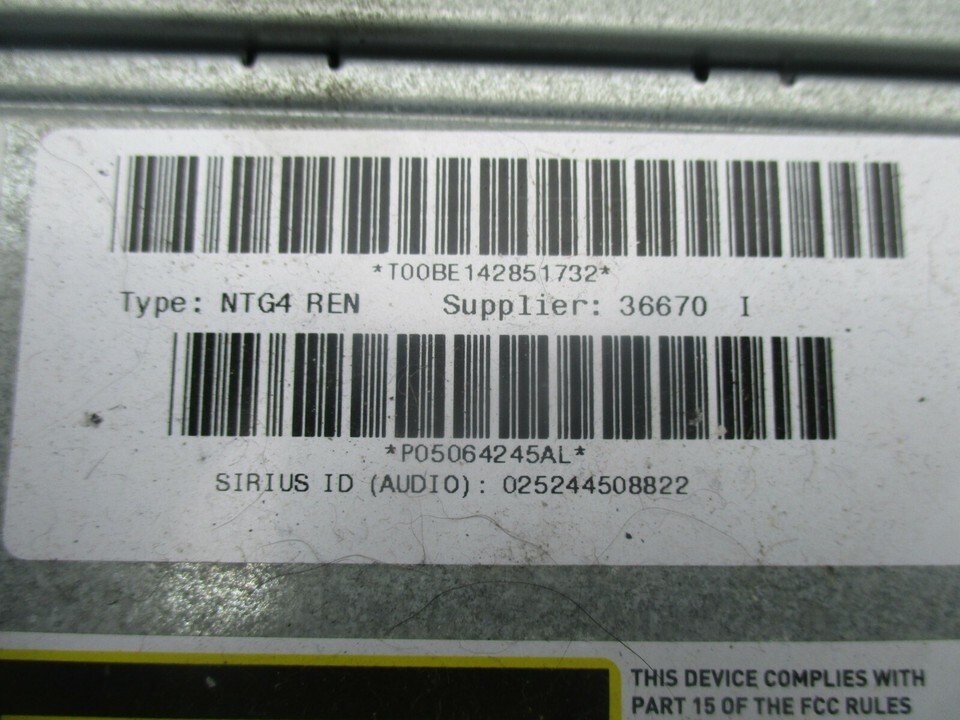 *T00BE142851732*
Type: NTG4 REN Supplier: 36670 I
*P05064245AL*
SIRIUS ID (AUDIO): 025244508822
THIS DEVICE COMPLIES WITH
PART 15 OF THE FCC RULES